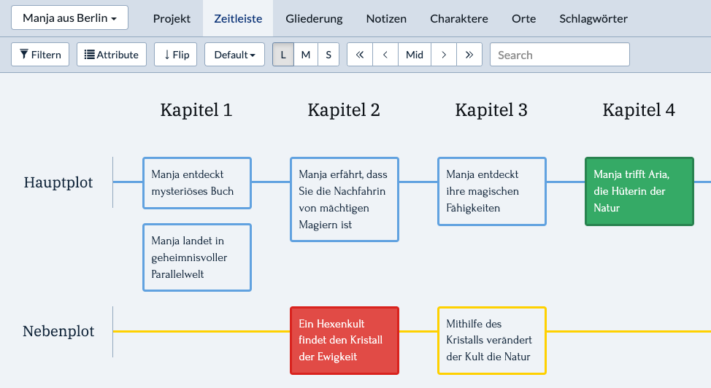 Manja aus Berlin Projekt Zeitleiste Gliederung Notizen Charaktere Orte Schlagwörter
Filtern Attribute Flip Default L M S Mid Search
Kapitel 1 Kapitel 2 Kapitel 3 Kapitel 4
Hauptplot
Manja entdeckt
mysteriöses Buch
Manja landet in
geheimnisvoller
Parallelwelt
Manja erfährt, dass
Sie die Nachfahrin
von mächtigen
Magiern ist
Manja entdeckt
ihre magischen
Fähigkeiten
Manja trifft Aria,
die Hüterin der
Natur
Nebenplot
Ein Hexenkult
findet den Kristall
der Ewigkeit
Mithilfe des
Kristalls verändert
der Kult die Natur